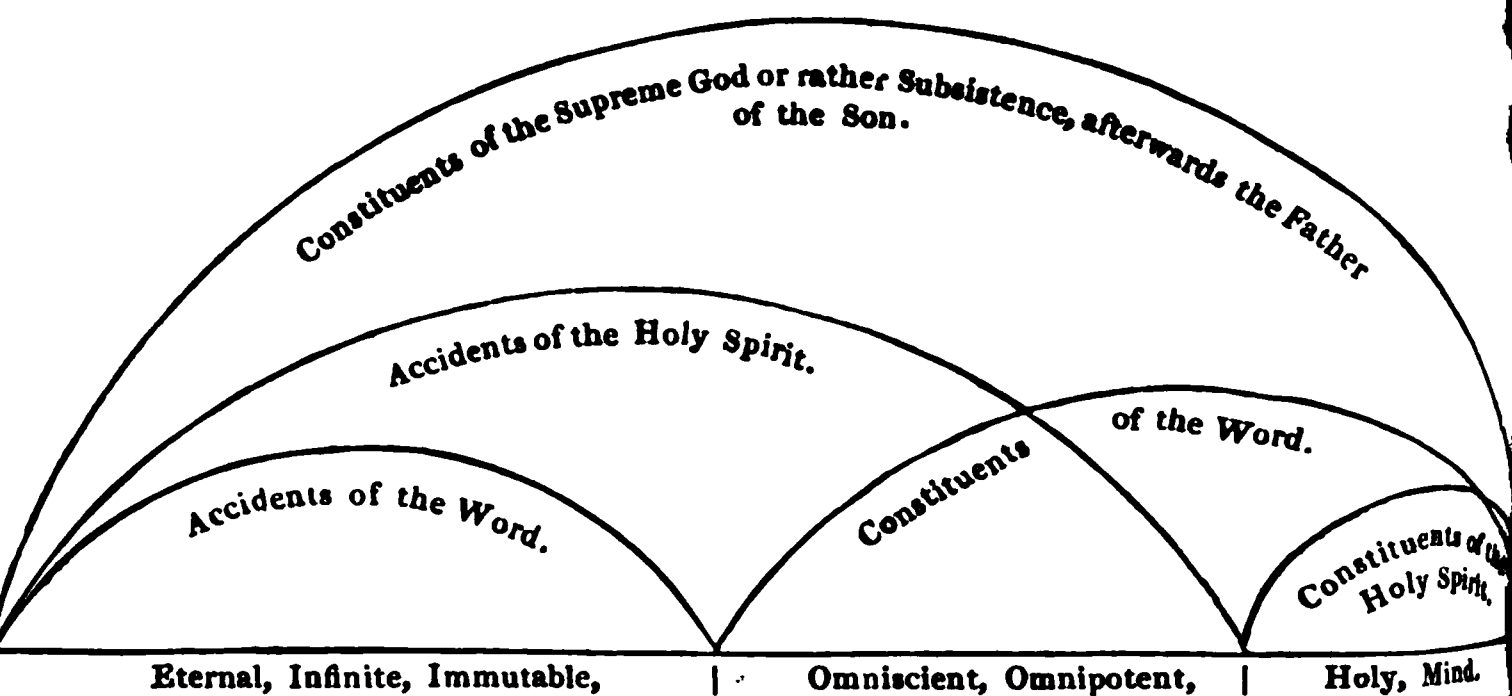 Constituents of the Supreme God or rather Subsistence, afterwards the Father
of the Son.
Accidents of the Holy Spirit.
Constituents of the Word.
Accidents of the Word.
Constituents of the
Holy Spirit.
Eternal, Infinite, Immutable, | Omniscient, Omnipotent, | Holy, Mind.